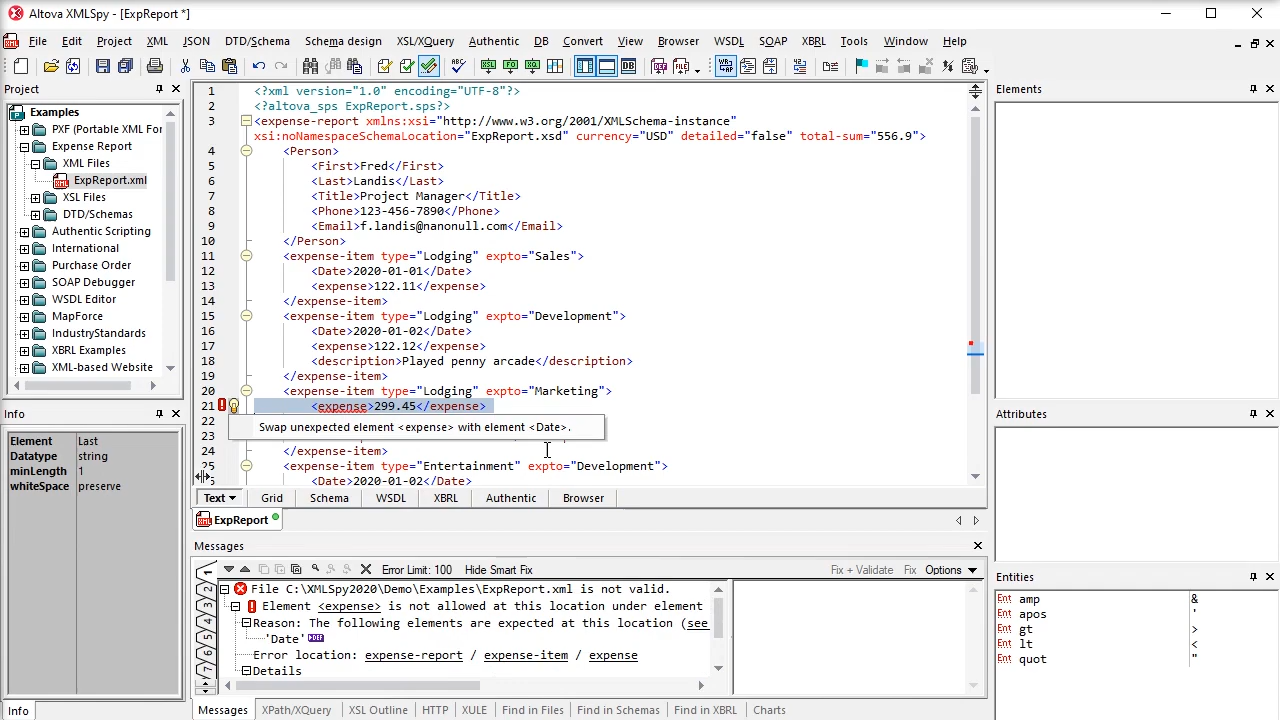 Altova XMLSpy - [ExpReport *]
File Edit Project XML JSON DTD/Schema Schema design XSL/XQuery Authentic DB Convert View Browser WSDL SOAP XBRL Tools Window Help
Project
Examples
PXF (Portable XML For
Expense Report
XML Files
ExpReport.xml
XSL Files
DTD/Schemas
Authentic Scripting
International
Purchase Order
SOAP Debugger
WSDL Editor
MapForce
IndustryStandards
XBRL Examples
XML-based Website
Info
Element Last
Datatype string
minLength 1
whiteSpace preserve
Info
1 <?xml version="1.0" encoding="UTF-8"?>
2 <?altova_sps ExpReport.sps?>
3 <expense-report xmlns:xsi="http://www.w3.org/2001/XMLSchema-instance"
xsi:noNamespaceSchemaLocation="ExpReport.xsd" currency="USD" detailed="false" total-sum="556.9">
4 <Person>
5 <First>Fred</First>
6 <Last>Landis</Last>
7 <Title>Project Manager</Title>
8 <Phone>123-456-7890</Phone>
9 <Email>f.landis@nanonull.com</Email>
10 </Person>
11 <expense-item type="Lodging" expto="Sales">
12 <Date>2020-01-01</Date>
13 <expense>122.11</expense>
14 </expense-item>
15 <expense-item type="Lodging" expto="Development">
16 <Date>2020-01-02</Date>
17 <expense>122.12</expense>
18 <description>Played penny arcade</description>
19 </expense-item>
20 <expense-item type="Lodging" expto="Marketing">
21 <expense>299.45</expense>
22 Swap unexpected element <expense> with element <Date>.
23
24 </expense-item>
25 <expense-item type="Entertainment" expto="Development">
<Date>2020-01-02</Date>
Text Grid Schema WSDL XBRL Authentic Browser
ExpReport
Messages
Error Limit: 100 Hide Smart Fix Fix + Validate Fix Options
1
2
3
4
5
6
7
File C:\XMLSpy2020\Demo\Examples\ExpReport.xml is not valid.
Element <expense> is not allowed at this location under element
Reason: The following elements are expected at this location (see
'Date' DEF
Error Location: expense-report / expense-item / expense
Details
Messages XPath/XQuery XSL Outline HTTP XULE Find in Files Find in Schemas Find in XBRL Charts
Elements
Attributes
Entities
Ent amp &
Ent apos '
Ent gt >
Ent lt <
Ent quot "